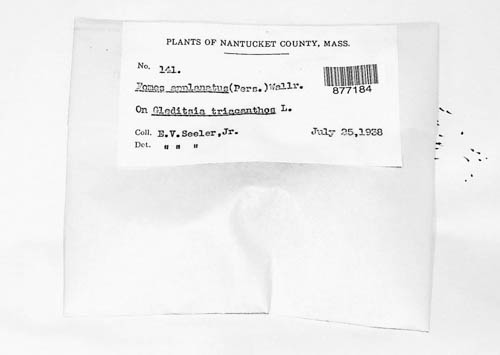 PLANTS OF NANTUCKET COUNTY, MASS.
No. 141.
Fomes applanatus(Pers.)Wallr.
877184
On Gleditsia triacanthos L.
Coll. E.V.Seeler,Jr. July 25,1938
Det. " " "